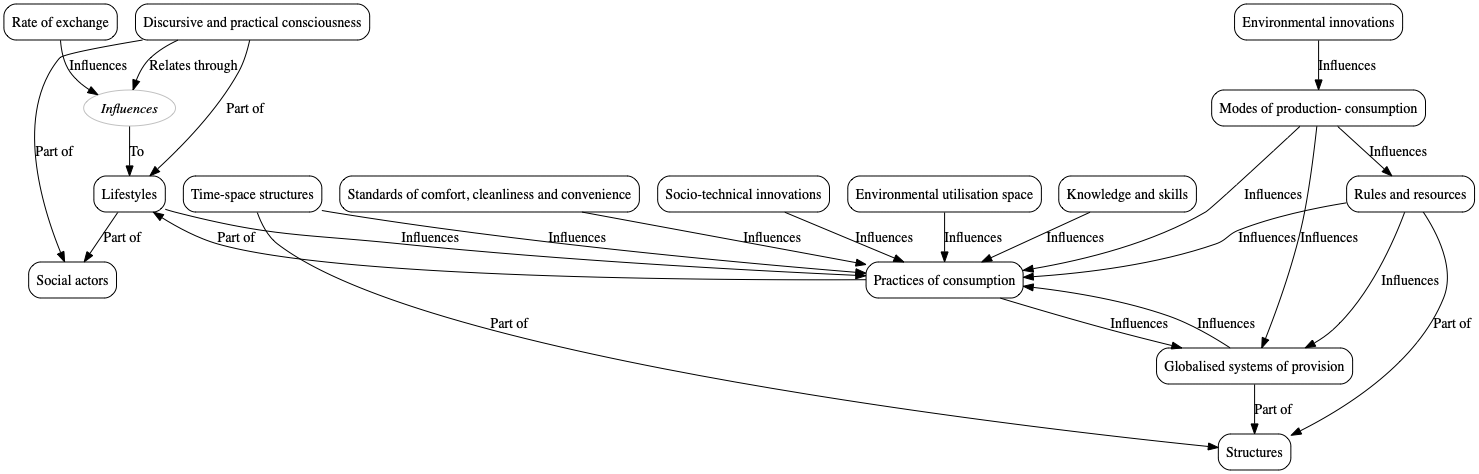 Rate of exchange
Discursive and practical consciousness
Environmental innovations
Influences
Relates through
Influences
Influences
Part of
Modes of production- consumption
Part of
To
Influences
Lifestyles
Time-space structures
Standards of comfort, cleanliness and convenience
Socio-technical innovations
Environmental utilisation space
Knowledge and skills
Influences
Rules and resources
Part of
Part of
Influences
Influences
Influences
Influences
Influences
Influences
Influences
Influences
Social actors
Practices of consumption
Influences
Part of
Influences
Influences
Part of
Globalised systems of provision
Part of
Structures